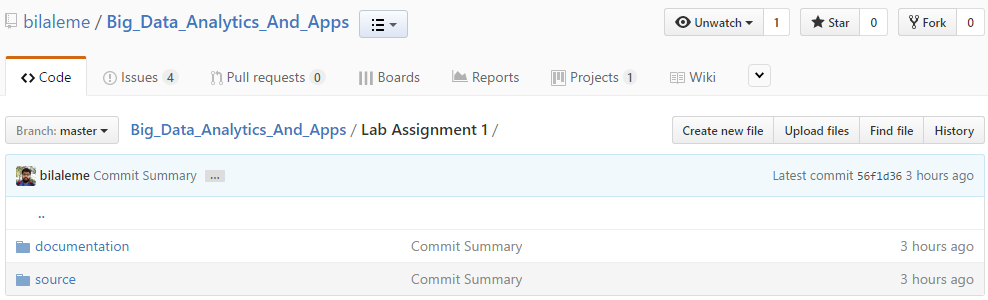 bilaleme / Big_Data_Analytics_And_Apps Unwatch 1 Star 0 Fork 0
Code Issues 4 Pull requests 0 Boards Reports Projects 1 Wiki
Branch: master Big_Data_Analytics_And_Apps / Lab Assignment 1 / Create new file Upload files Find file History
bilaleme Commit Summary ... Latest commit 56f1d36 3 hours ago
..
documentation Commit Summary 3 hours ago
source Commit Summary 3 hours ago